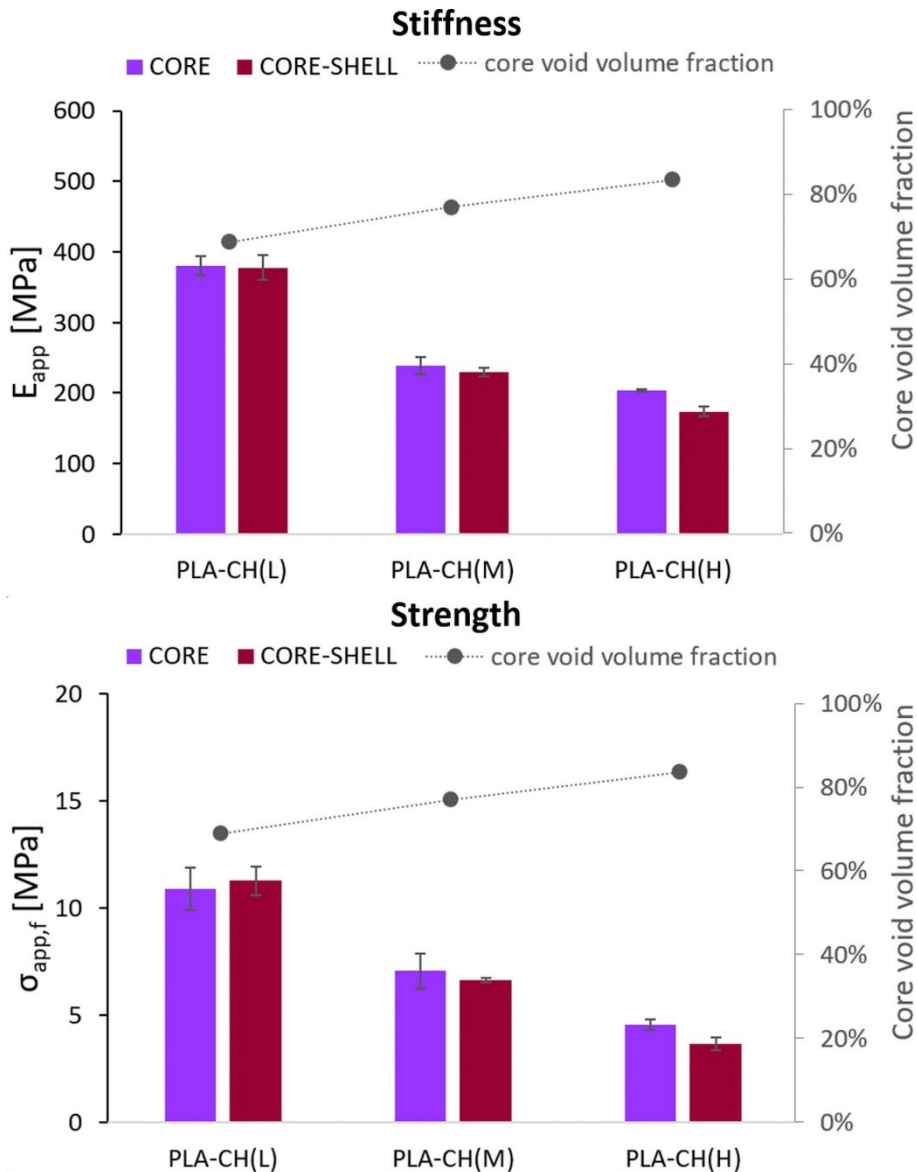 Stiffness
CORE CORE-SHELL core void volume fraction
600
500
400
300
200
100
0
E_app [MPa]
100%
80%
60%
40%
20%
0%
Core void volume fraction
PLA-CH(L) PLA-CH(M) PLA-CH(H)
Strength
CORE CORE-SHELL core void volume fraction
20
15
10
5
0
σ_app,f [MPa]
100%
80%
60%
40%
20%
0%
Core void volume fraction
PLA-CH(L) PLA-CH(M) PLA-CH(H)